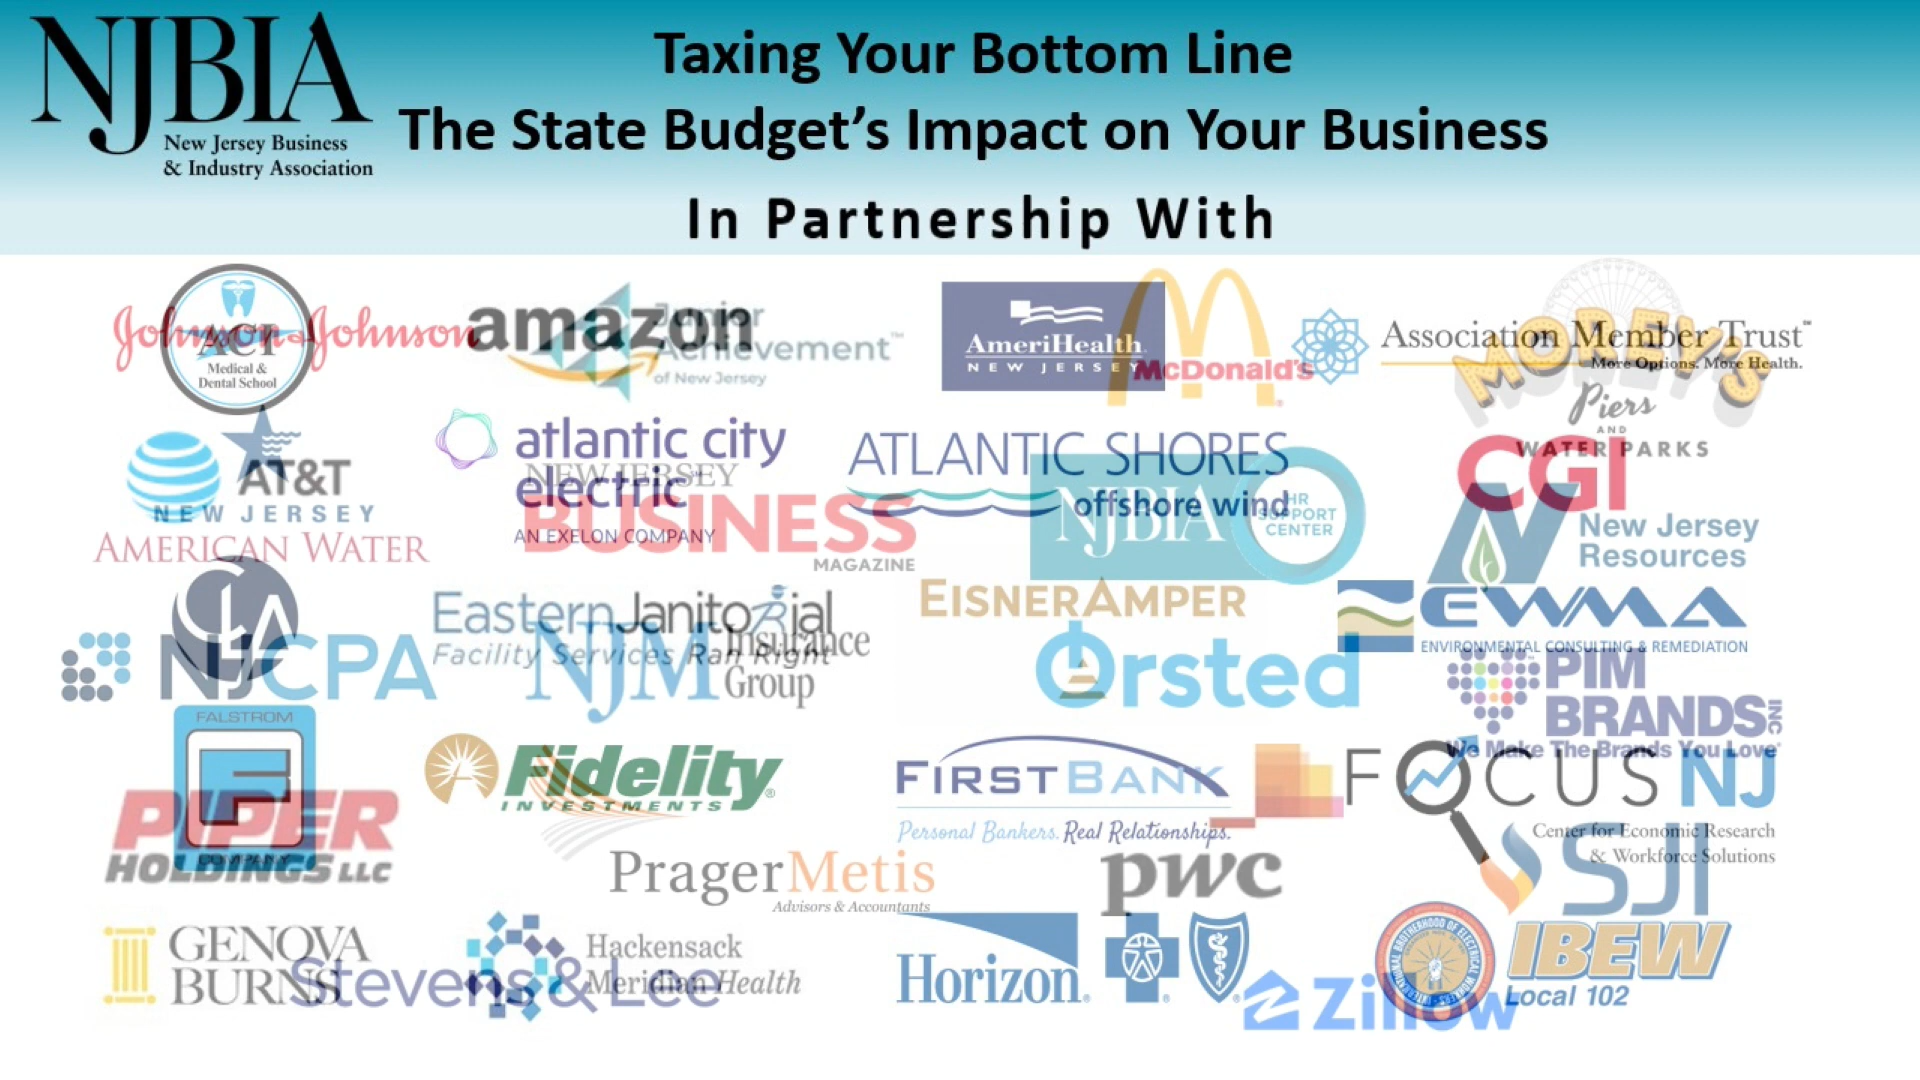 NJBIA
New Jersey Business
& Industry Association
Taxing Your Bottom Line
The State Budget's Impact on Your Business
In Partnership With
Johnson & Johnson
ACI
Medical &
Dental School
amazon
Junior
Achievement™
of New Jersey
AmeriHealth
NEW JERSEY
McDonald's
Association Member Trust™
More Options. More Health.
MOREY'S
Piers
AND
WATER PARKS
AT&T
NEW JERSEY
AMERICAN WATER
atlantic city
electric
AN EXELON COMPANY
NEW JERSEY
BUSINESS
MAGAZINE
ATLANTIC SHORES
offshore wind
NJBIA
HR
SUPPORT
CENTER
CGI
New Jersey
Resources
CLA
NJCPA
Eastern Janitorial
Facility Services Ran Right
NJM
Insurance
Group
EISNERAMPER
Ørsted
EWMA
ENVIRONMENTAL CONSULTING & REMEDIATION
PIM
BRANDS INC
We Make The Brands You Love
FALSTROM
F
COMPANY
PIPER
HOLDINGS LLC
Fidelity
INVESTMENTS
PragerMetis
Advisors & Accountants
FIRST BANK
Personal Bankers. Real Relationships.
pwc
FOCUS NJ
Center for Economic Research
& Workforce Solutions
SJI
GENOVA
BURNS
Stevens & Lee
Hackensack
Meridian Health
Horizon
Zillow
IBEW
Local 102